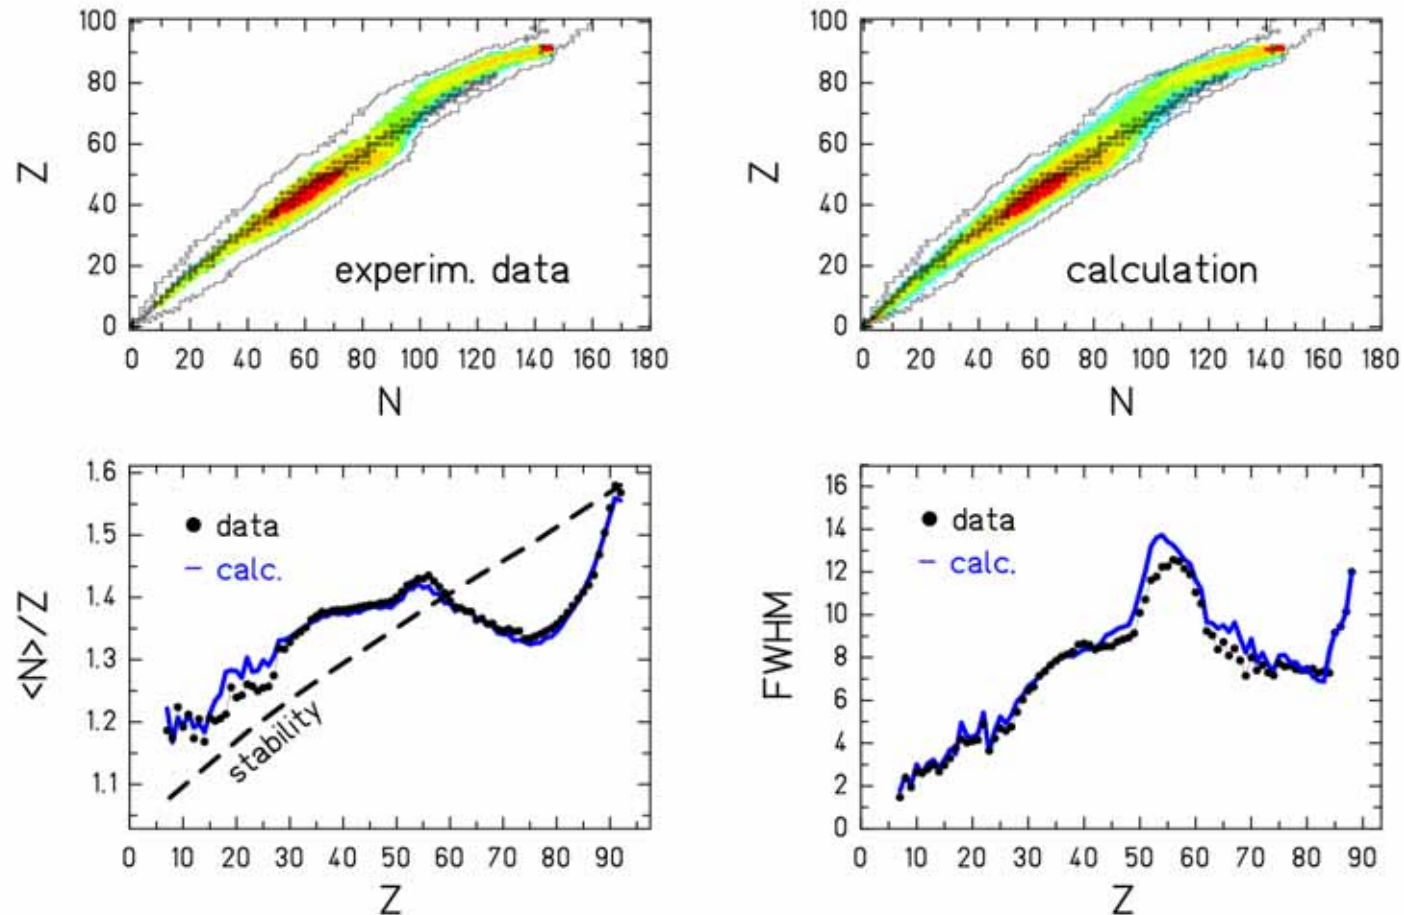 100
80
60
40
20
0
Z
experim. data
0 20 40 60 80 100 120 140 160 180
N
100
80
60
40
20
0
Z
calculation
0 20 40 60 80 100 120 140 160 180
N
1.6
1.5
1.4
1.3
1.2
1.1
<N>/Z
data
calc.
stability
0 10 20 30 40 50 60 70 80 90
Z
16
14
12
10
8
6
4
2
0
FWHM
data
calc.
0 10 20 30 40 50 60 70 80 90
Z